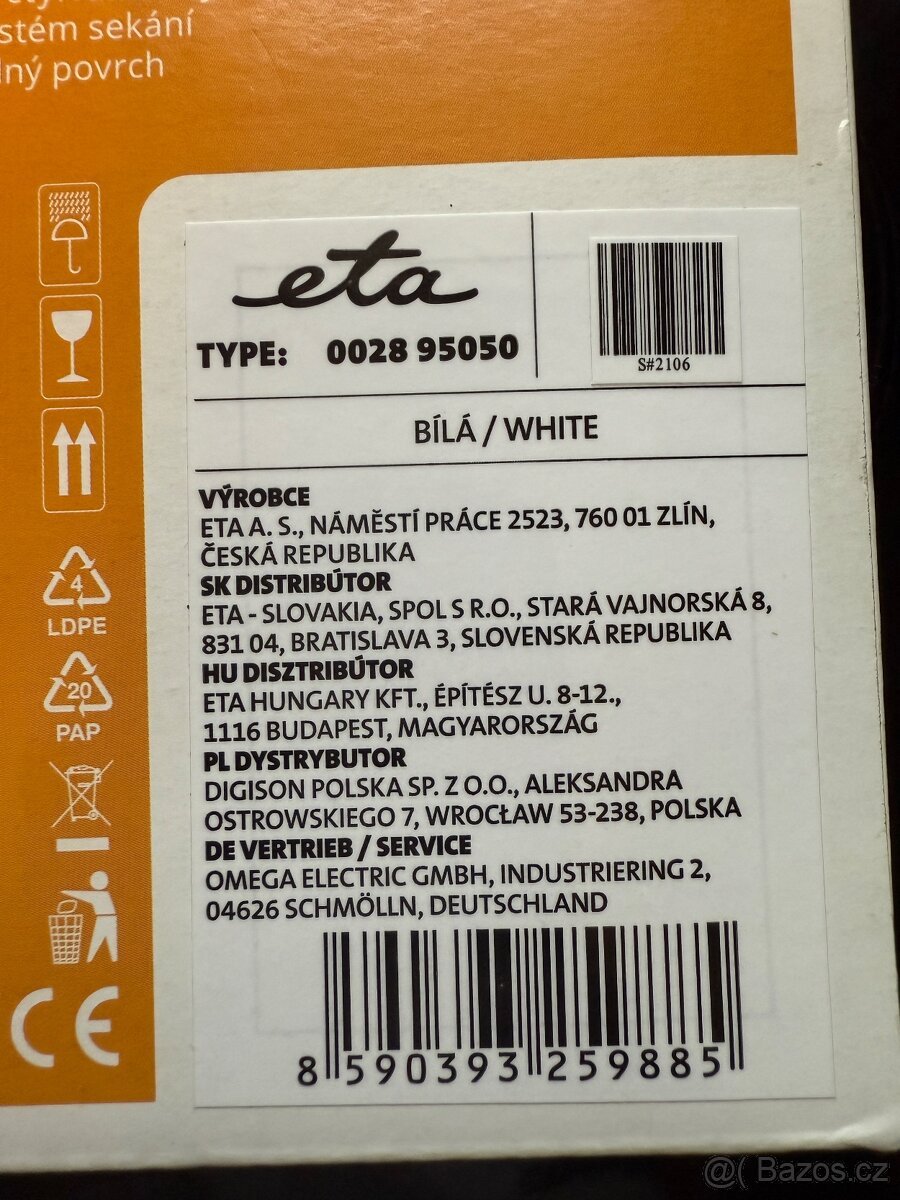 stém sekání
lný povrch
eta
TYPE: 0028 95050
S#2106
BÍLÁ / WHITE
VÝROBCE
ETA A. S., NÁMĚSTÍ PRÁCE 2523, 760 01 ZLÍN,
ČESKÁ REPUBLIKA
SK DISTRIBÚTOR
ETA - SLOVAKIA, SPOL S R.O., STARÁ VAJNORSKÁ 8,
831 04, BRATISLAVA 3, SLOVENSKÁ REPUBLIKA
HU DISZTRIBÚTOR
ETA HUNGARY KFT., ÉPÍTÉSZ U. 8-12.,
1116 BUDAPEST, MAGYARORSZÁG
PL DYSTRYBUTOR
DIGISON POLSKA SP. Z O.O., ALEKSANDRA
OSTROWSKIEGO 7, WROCŁAW 53-238, POLSKA
DE VERTRIEB / SERVICE
OMEGA ELECTRIC GMBH, INDUSTRIERING 2,
04626 SCHMÖLLN, DEUTSCHLAND
8 590393 259885
4
LDPE
20
PAP
CE
@( Bazos.cz